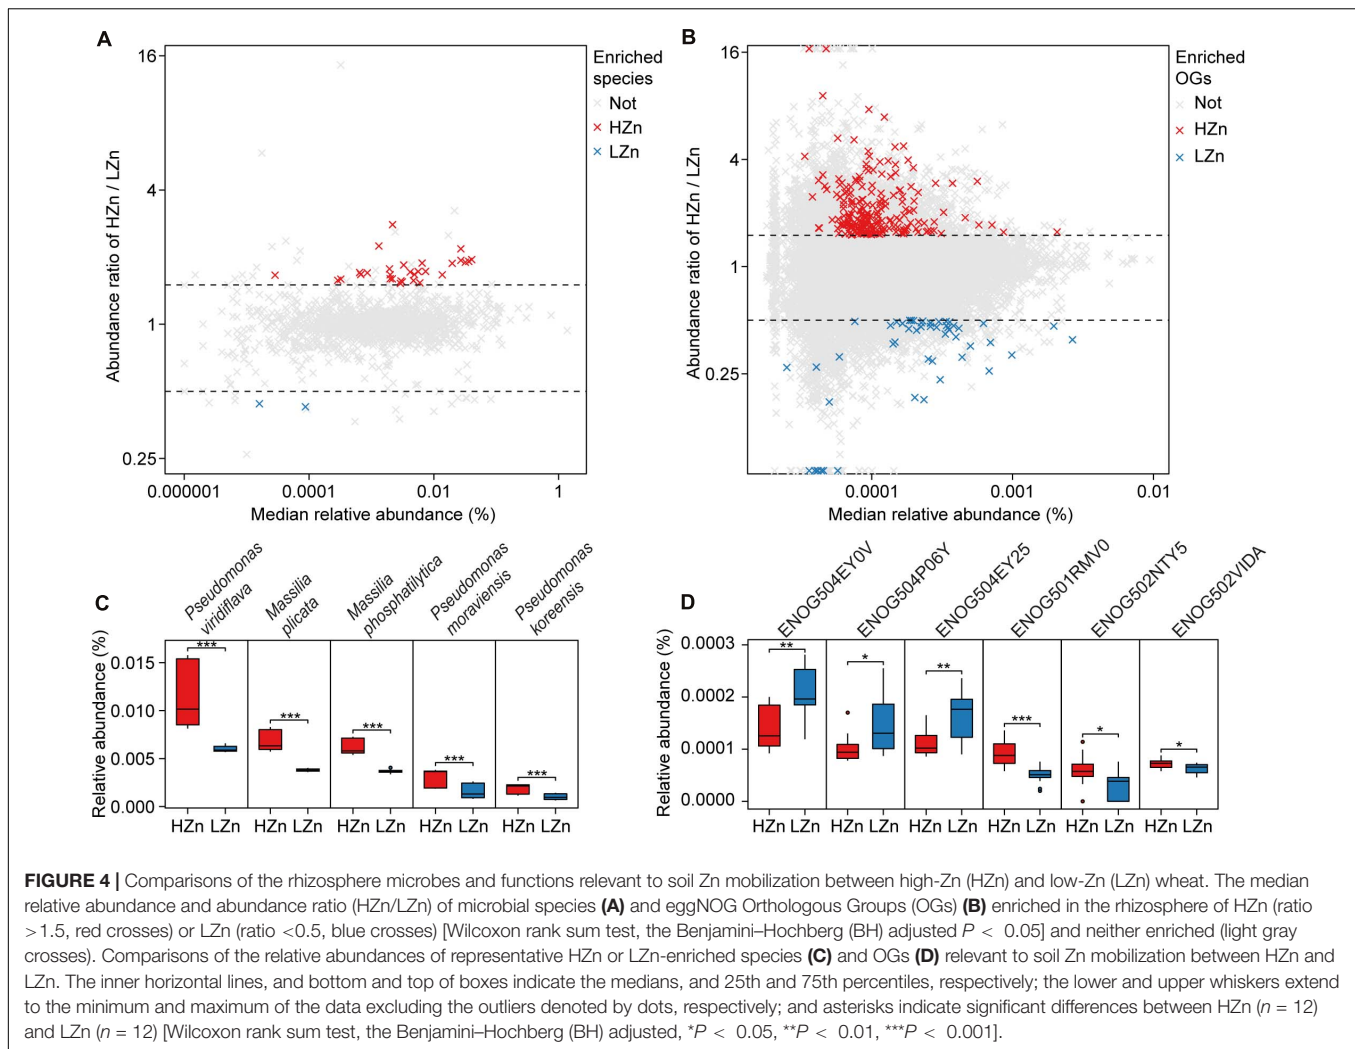 A
Abundance ratio of HZn / LZn
16
4
1
0.25
0.000001
0.0001
0.01
1
Median relative abundance (%)
Enriched
species
Not
HZn
LZn
B
Abundance ratio of HZn / LZn
16
4
1
0.25
0.0001
0.001
0.01
Median relative abundance (%)
Enriched
OGs
Not
HZn
LZn
C
Pseudomonas
viridiflava
Massilia
plicata
Massilia
phosphatilytica
Pseudomonas
moraviensis
Pseudomonas
koreensis
Relative abundance (%)
0.015
0.010
0.005
0.000
*** *** *** *** ***
HZn LZn HZn LZn HZn LZn HZn LZn HZn LZn
D
ENOG504EY0V
ENOG504P06Y
ENOG504EY25
ENOG501RMV0
ENOG502NTY5
ENOG502VIDA
Relative abundance (%)
0.0003
0.0002
0.0001
0.0000
** * ** *** * *
HZn LZn HZn LZn HZn LZn HZn LZn HZn LZn HZn LZn
FIGURE 4 | Comparisons of the rhizosphere microbes and functions relevant to soil Zn mobilization between high-Zn (HZn) and low-Zn (LZn) wheat. The median
relative abundance and abundance ratio (HZn/LZn) of microbial species (A) and eggNOG Orthologous Groups (OGs) (B) enriched in the rhizosphere of HZn (ratio
>1.5, red crosses) or LZn (ratio <0.5, blue crosses) [Wilcoxon rank sum test, the Benjamini–Hochberg (BH) adjusted P < 0.05] and neither enriched (light gray
crosses). Comparisons of the relative abundances of representative HZn or LZn-enriched species (C) and OGs (D) relevant to soil Zn mobilization between HZn and
LZn. The inner horizontal lines, and bottom and top of boxes indicate the medians, and 25th and 75th percentiles, respectively; the lower and upper whiskers extend
to the minimum and maximum of the data excluding the outliers denoted by dots, respectively; and asterisks indicate significant differences between HZn (n = 12)
and LZn (n = 12) [Wilcoxon rank sum test, the Benjamini–Hochberg (BH) adjusted, *P < 0.05, **P < 0.01, ***P < 0.001].